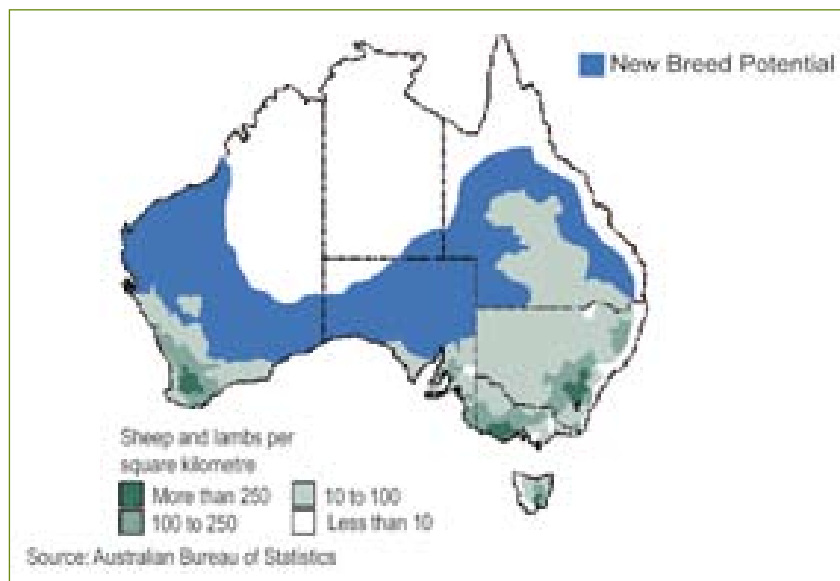 New Breed Potential
Sheep and lambs per
square kilometre
More than 250
10 to 100
100 to 250
Less than 10
Source: Australian Bureau of Statistics